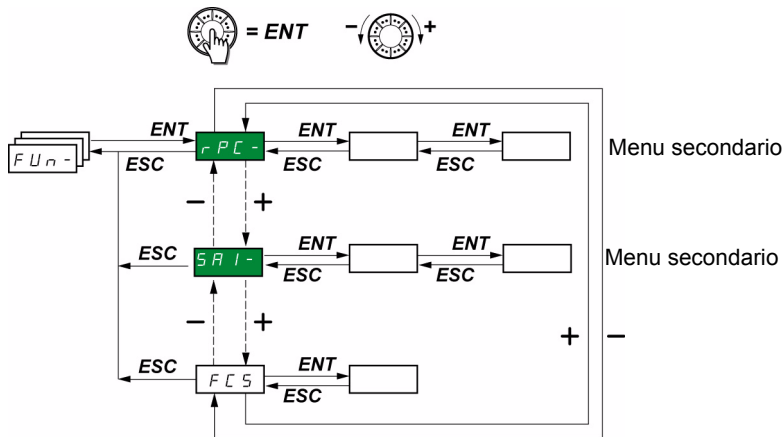 = ENT - +
ENT ENT ENT
FUn- rPC- Menu secondario
ESC ESC ESC
- +
ENT ENT
ESC SAI- Menu secondario
ESC ESC
- + + -
ESC ENT
FCS
ESC